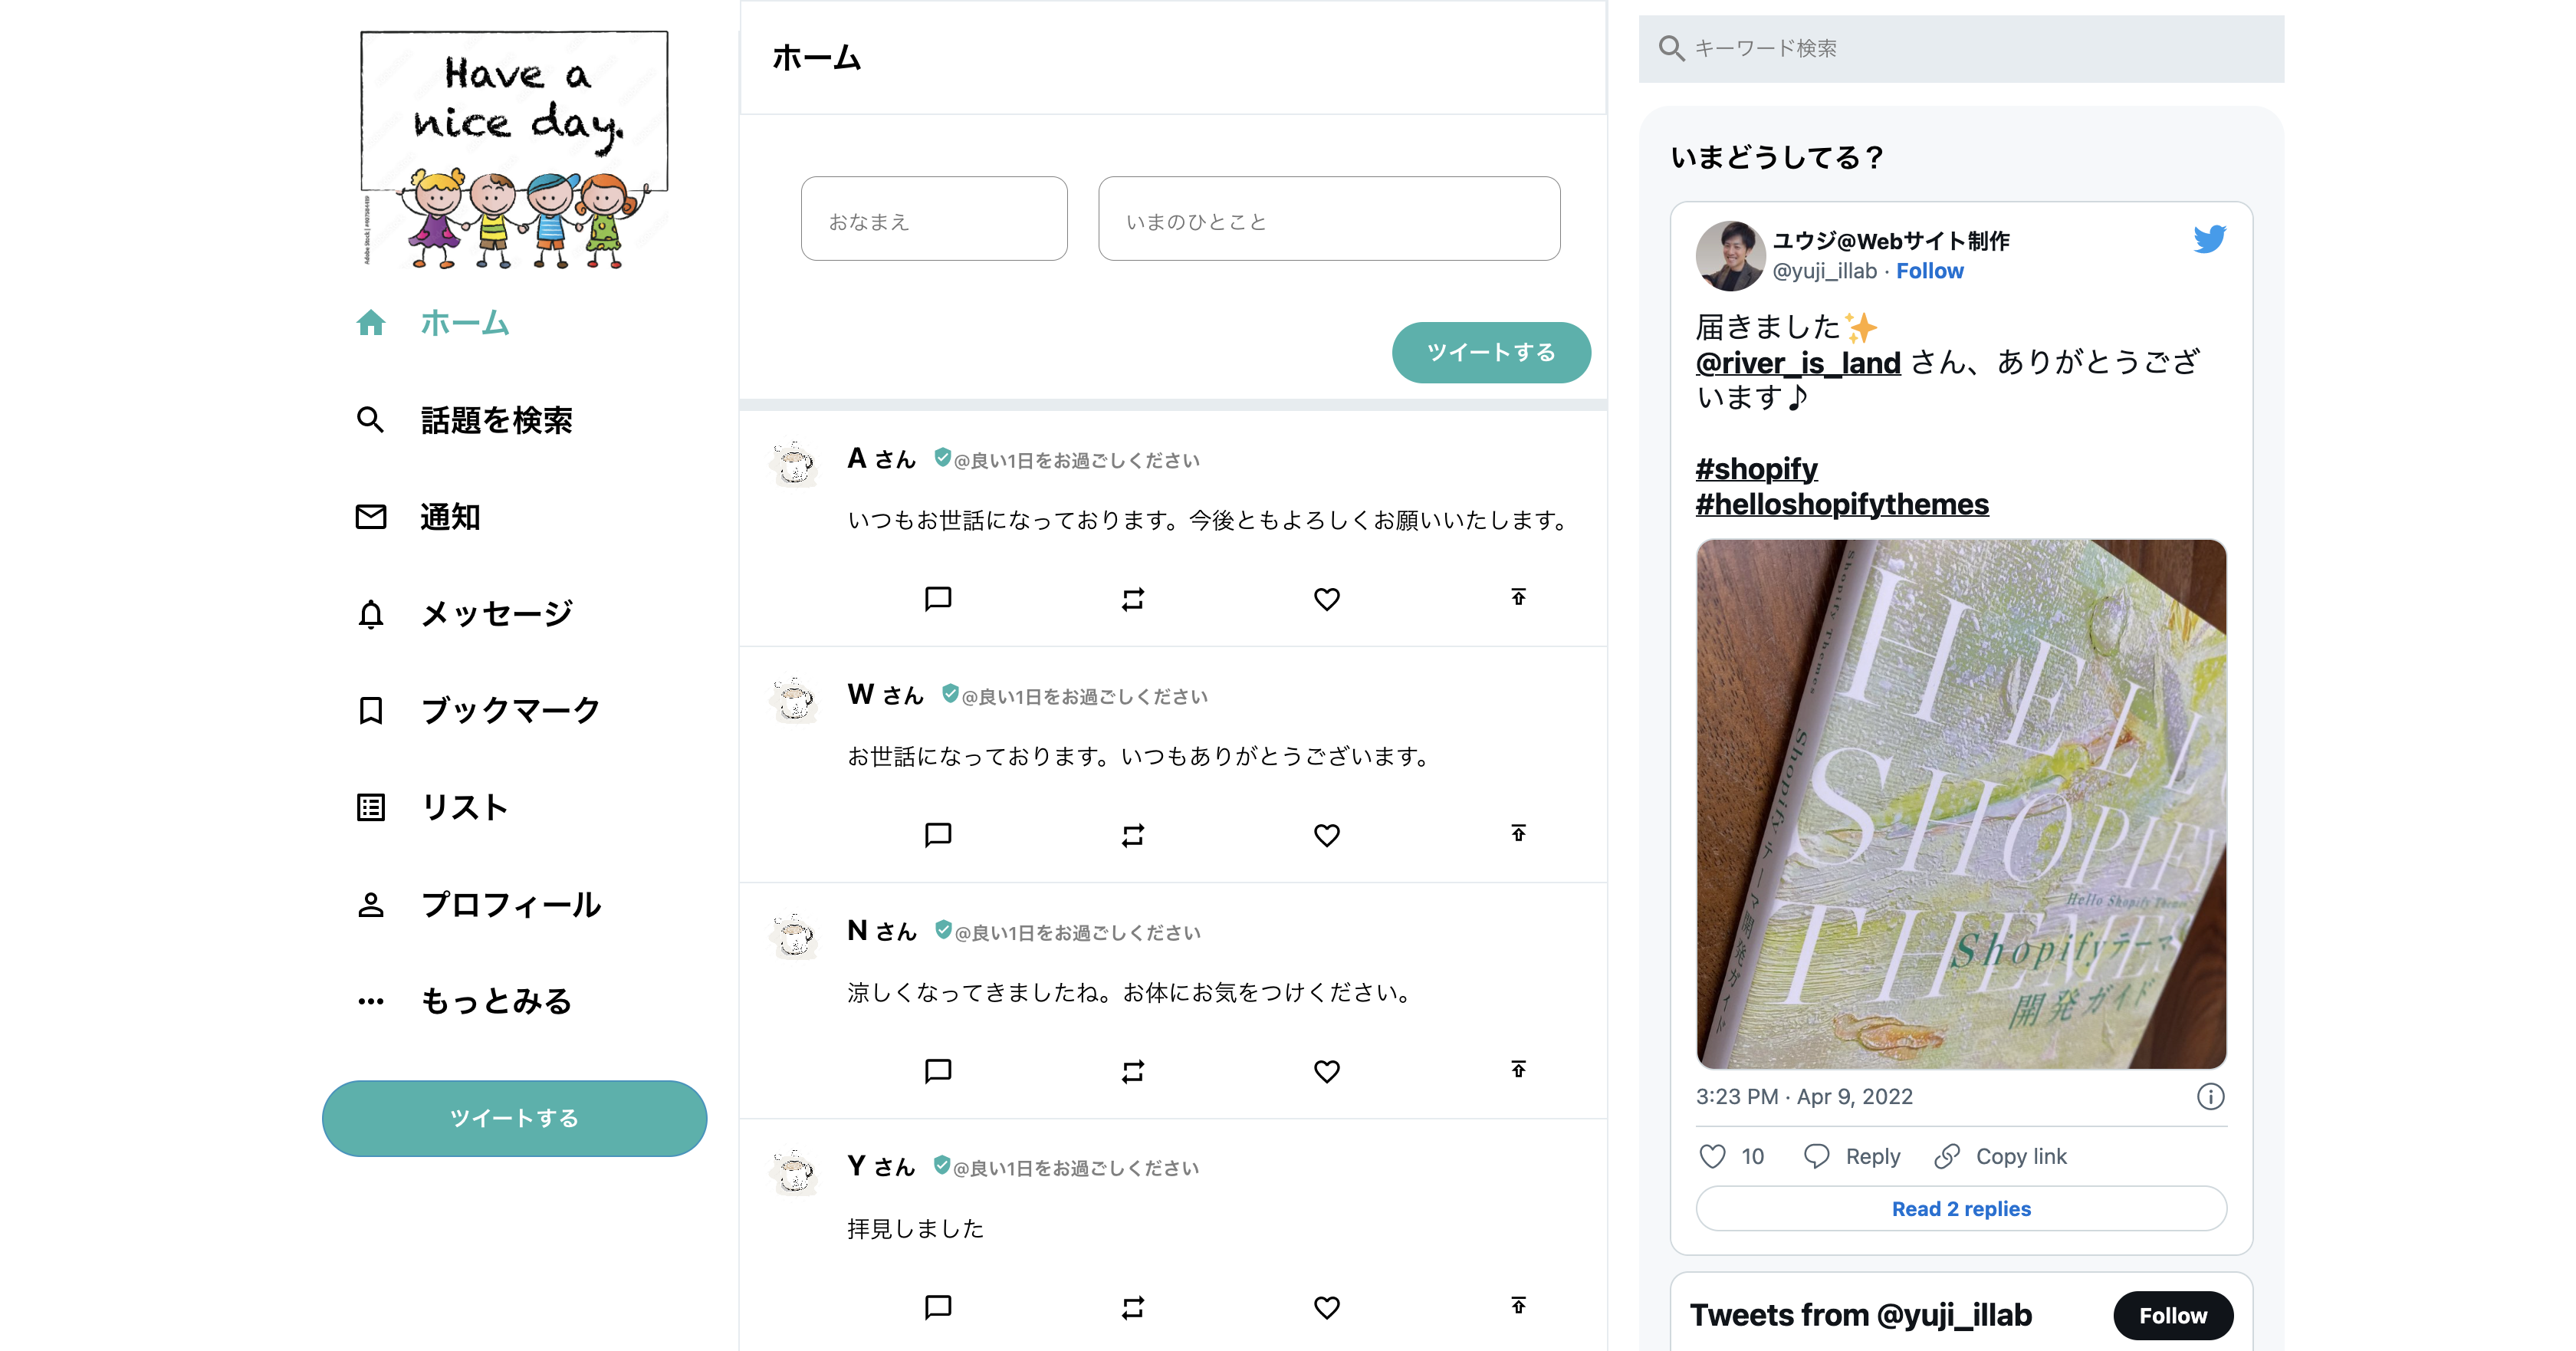 Have a
nice day.
ホーム
話題を検索
通知
メッセージ
ブックマーク
リスト
プロフィール
もっとみる
ツイートする
ホーム
おなまえ
いまのひとこと
ツイートする
A さん @良い1日をお過ごしください
いつもお世話になっております。今後ともよろしくお願いいたします。
W さん @良い1日をお過ごしください
お世話になっております。いつもありがとうございます。
N さん @良い1日をお過ごしください
涼しくなってきましたね。お体にお気をつけください。
Y さん @良い1日をお過ごしください
拝見しました
キーワード検索
いまどうしてる？
ユウジ@Webサイト制作
@yuji_illab · Follow
届きました✨
@river_is_land さん、ありがとうござ
います♪
#shopify
#helloshopifythemes
Shopify Themes
Shopify テーマ開発ガイド
HELL
SHOPIFY
THEMES
Hello Shopify Themes
Shopifyテーマ
開発ガイド
3:23 PM · Apr 9, 2022
10 Reply Copy link
Read 2 replies
Tweets from @yuji_illab
Follow